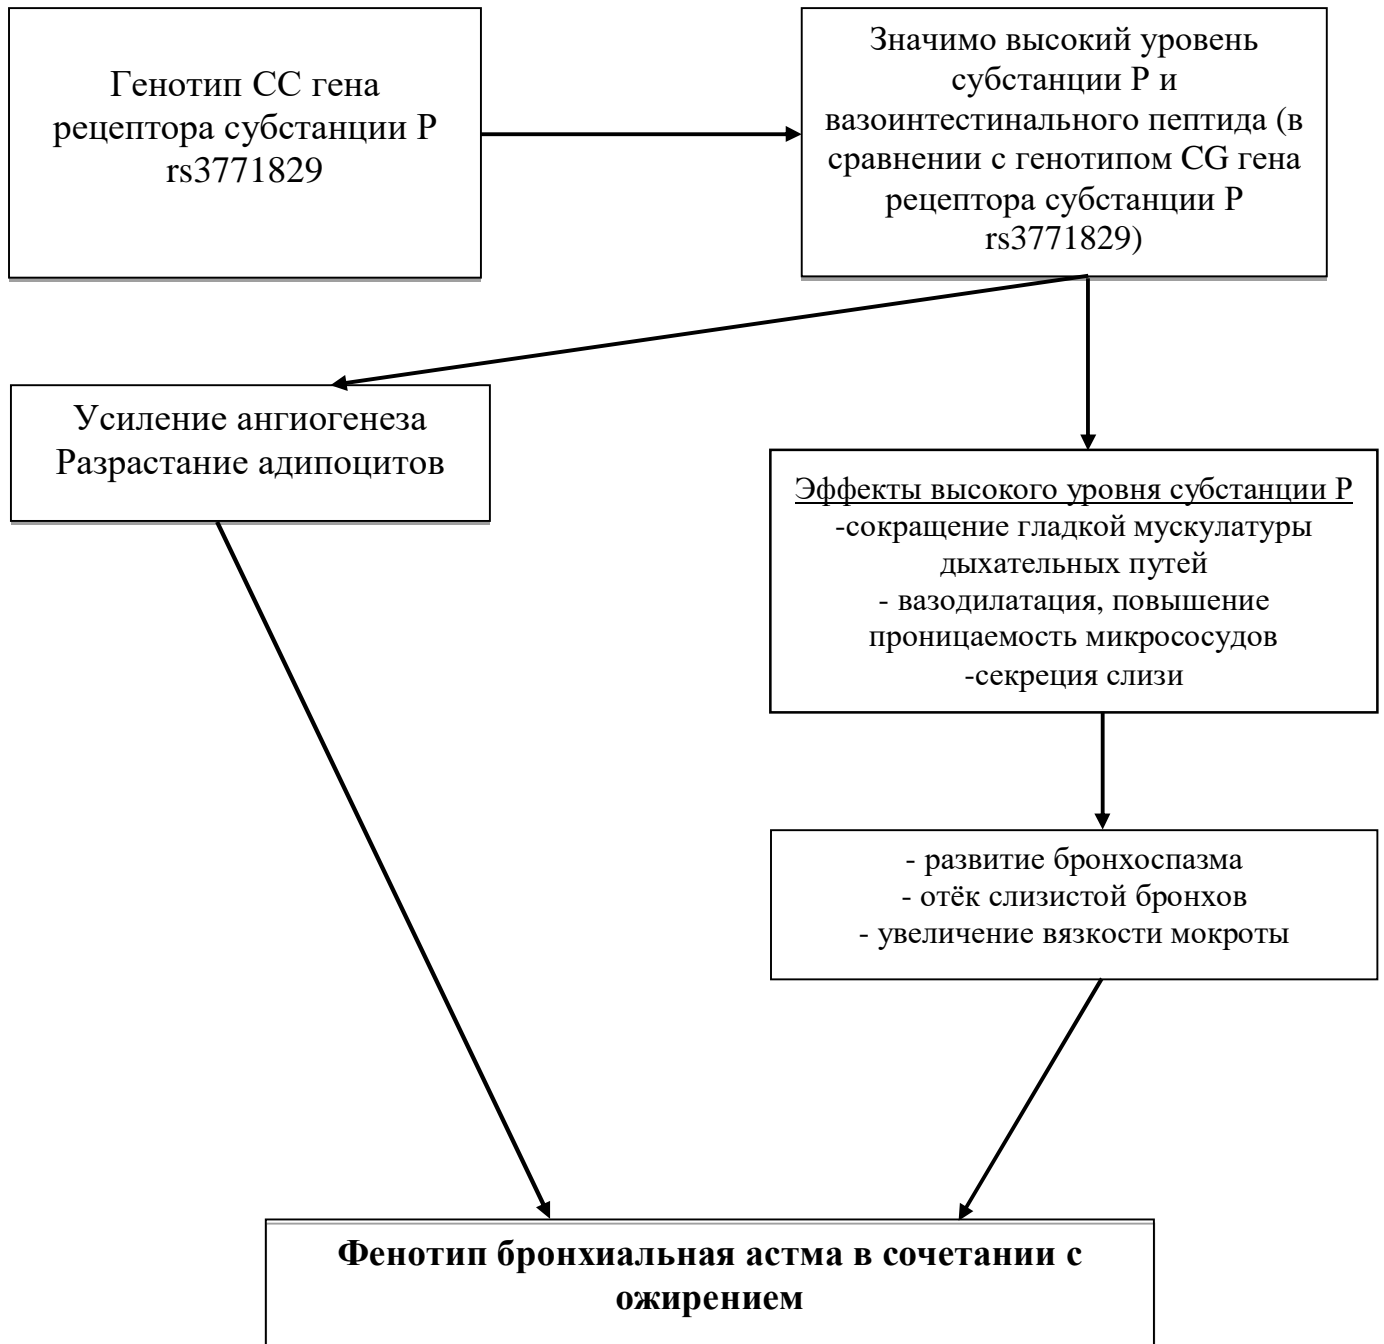 Генотип СС гена
рецептора субстанции Р
rs3771829
Значимо высокий уровень
субстанции Р и
вазоинтестинального пептида (в
сравнении с генотипом CG гена
рецептора субстанции Р
rs3771829)
Усиление ангиогенеза
Разрастание адипоцитов
Эффекты высокого уровня субстанции Р
-сокращение гладкой мускулатуры
дыхательных путей
- вазодилатация, повышение
проницаемость микрососудов
-секреция слизи
- развитие бронхоспазма
- отёк слизистой бронхов
- увеличение вязкости мокроты
Фенотип бронхиальная астма в сочетании с
ожирением